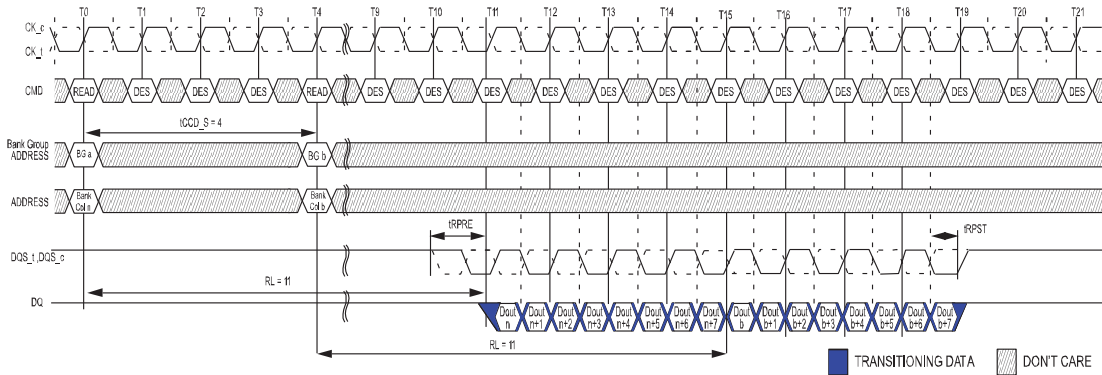 T0 T1 T2 T3 T4 T9 T10 T11 T12 T13 T14 T15 T16 T17 T18 T19 T20 T21
CK_c
CK_t
CMD READ DES DES DES READ DES DES DES DES DES DES DES DES DES DES DES DES DES
tCCD_S = 4
Bank Group
ADDRESS BG a BG b
ADDRESS Bank Col n Bank Col b
tRPRE tRPST
DQS_t,DQS_c
RL = 11
DQ Dout n Dout n+1 Dout n+2 Dout n+3 Dout n+4 Dout n+5 Dout n+6 Dout n+7 Dout b Dout b+1 Dout b+2 Dout b+3 Dout b+4 Dout b+5 Dout b+6 Dout b+7
RL = 11
TRANSITIONING DATA DON'T CARE